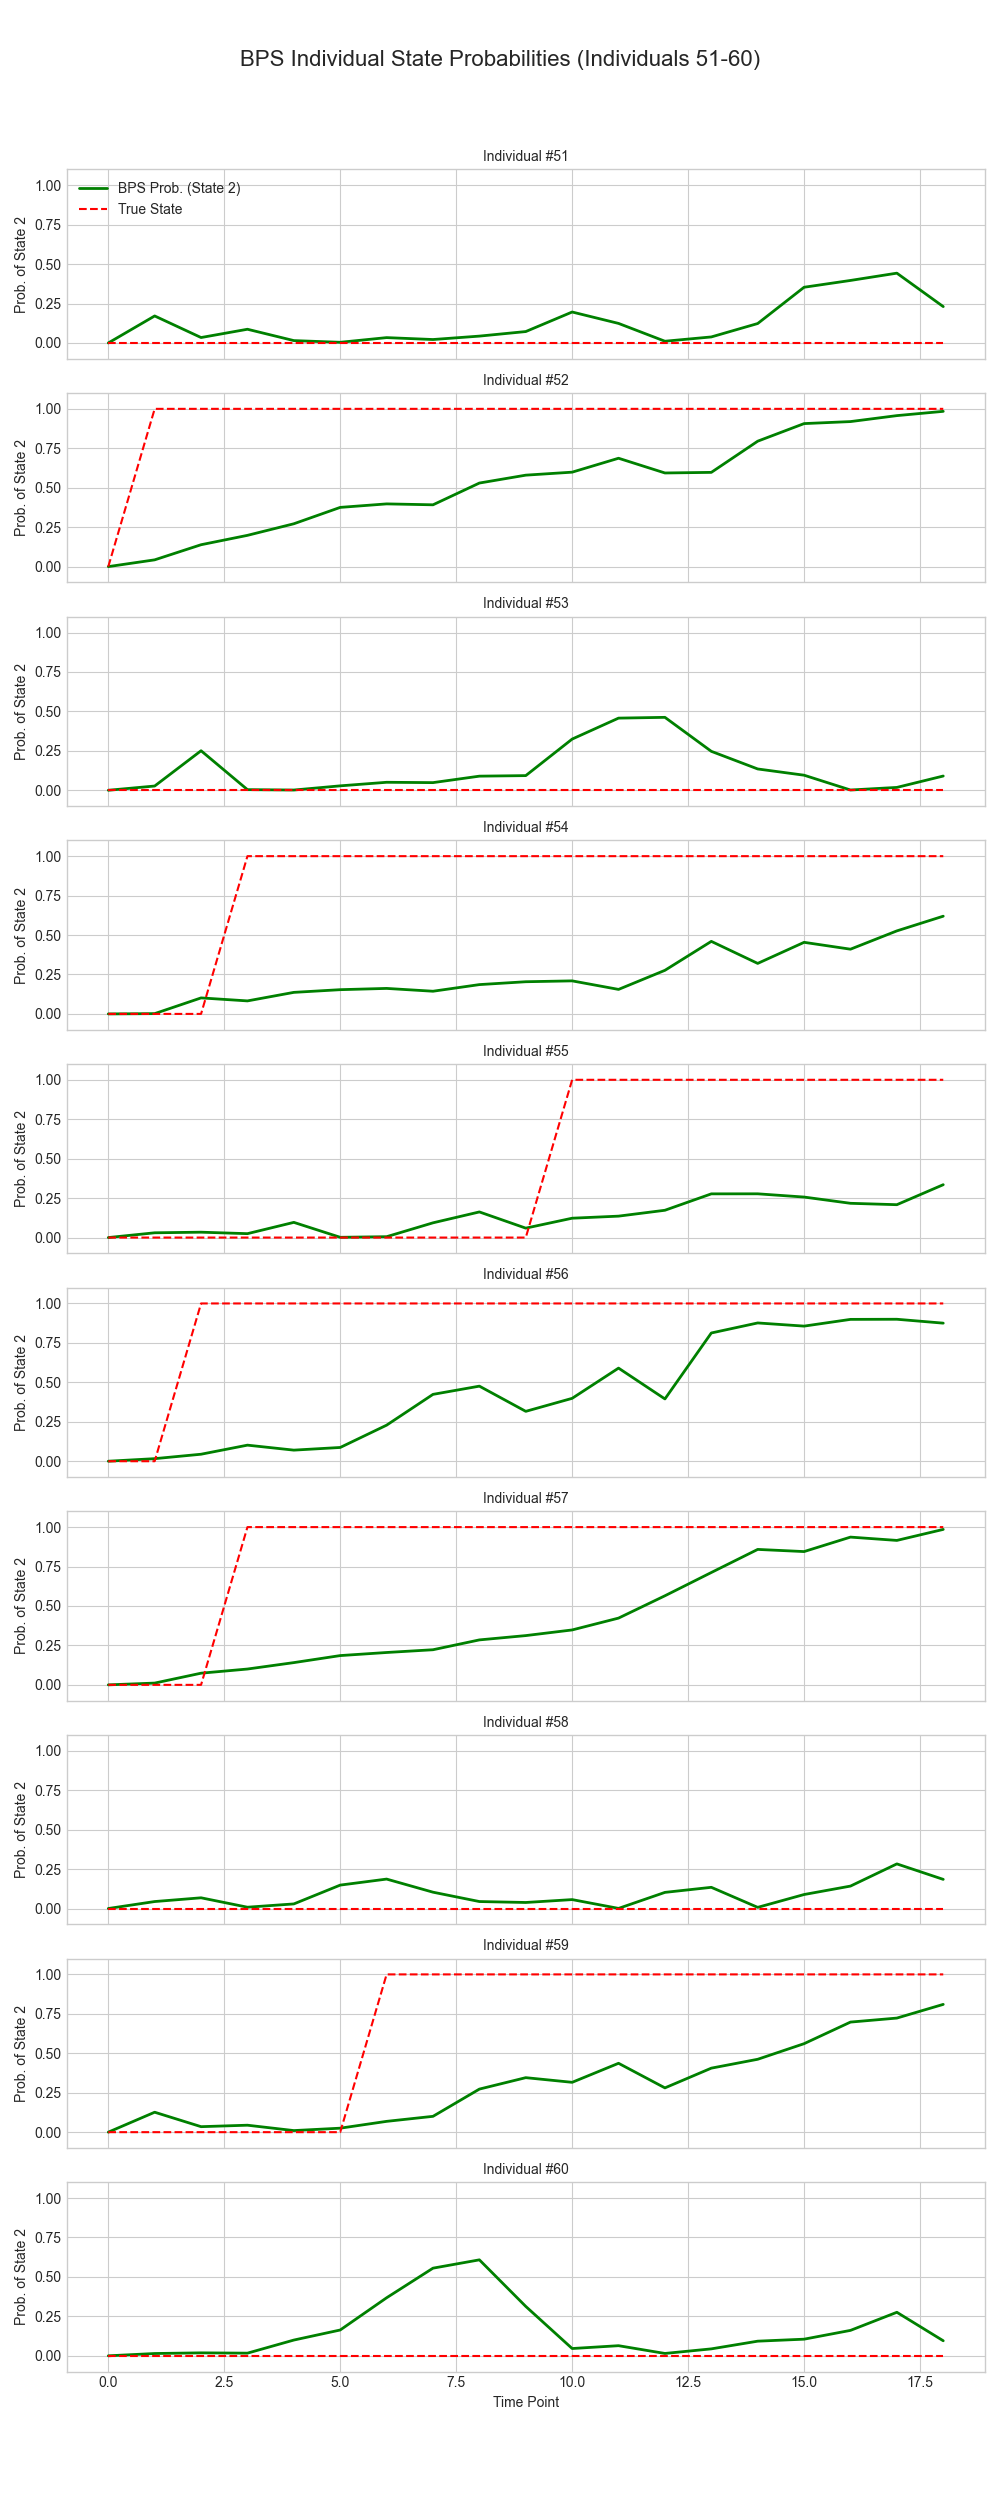 BPS Individual State Probabilities (Individuals 51-60)
Individual #51
1.00
0.75
0.50
0.25
0.00
Prob. of State 2
BPS Prob. (State 2)
True State
Individual #52
1.00
0.75
0.50
0.25
0.00
Prob. of State 2
Individual #53
1.00
0.75
0.50
0.25
0.00
Prob. of State 2
Individual #54
1.00
0.75
0.50
0.25
0.00
Prob. of State 2
Individual #55
1.00
0.75
0.50
0.25
0.00
Prob. of State 2
Individual #56
1.00
0.75
0.50
0.25
0.00
Prob. of State 2
Individual #57
1.00
0.75
0.50
0.25
0.00
Prob. of State 2
Individual #58
1.00
0.75
0.50
0.25
0.00
Prob. of State 2
Individual #59
1.00
0.75
0.50
0.25
0.00
Prob. of State 2
Individual #60
1.00
0.75
0.50
0.25
0.00
Prob. of State 2
0.0 2.5 5.0 7.5 10.0 12.5 15.0 17.5
Time Point